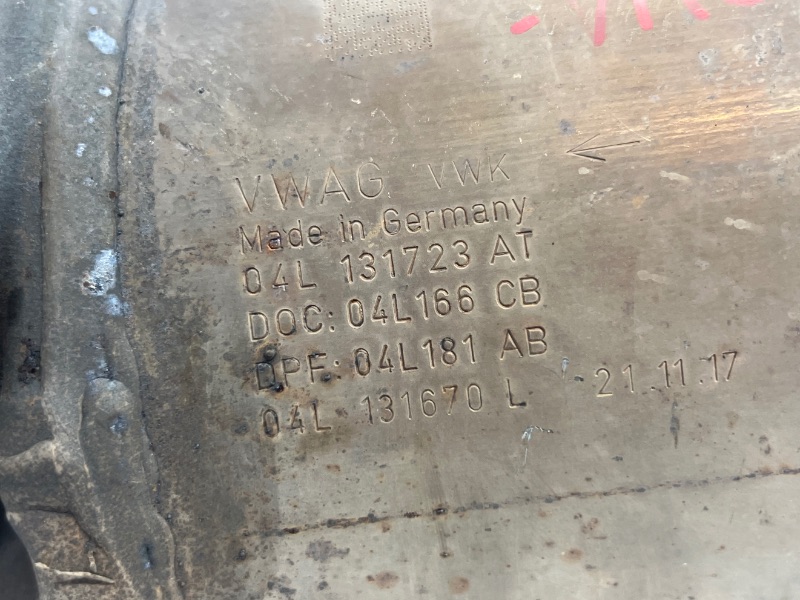 VWAG VWK
Made in Germany
04L 131723 AT
DOC: 04L166 CB
DPF: 04L181 AB
04L 131670 L 21.11.17